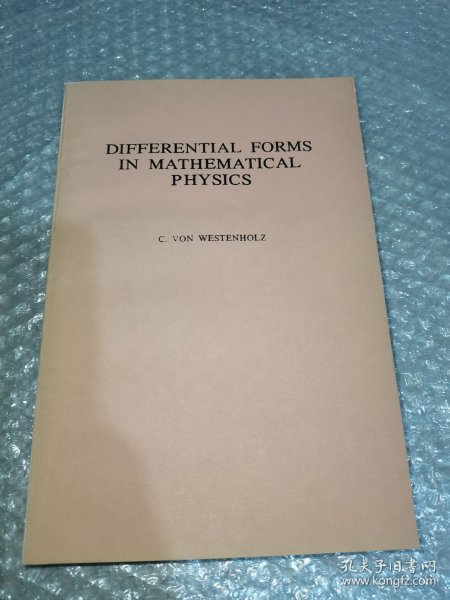 DIFFERENTIAL FORMS
IN MATHEMATICAL
PHYSICS
C. VON WESTENHOLZ
孔夫子旧书网
www.kongfz.com